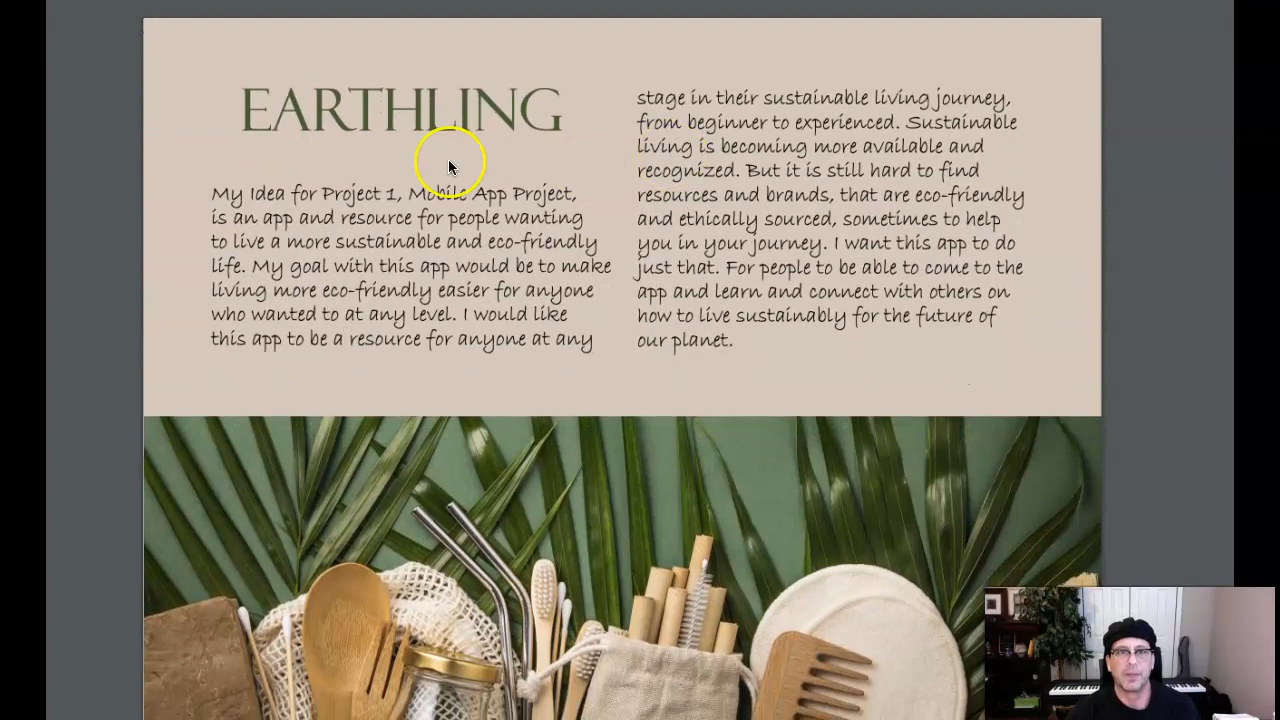 EARTHLING
My Idea for Project 1, Mobile App Project,
is an app and resource for people wanting
to live a more sustainable and eco-friendly
life. My goal with this app would be to make
living more eco-friendly easier for anyone
who wanted to at any level. I would like
this app to be a resource for anyone at any
stage in their sustainable living journey,
from beginner to experienced. Sustainable
living is becoming more available and
recognized. But it is still hard to find
resources and brands, that are eco-friendly
and ethically sourced, sometimes to help
you in your journey. I want this app to do
just that. For people to be able to come to the
app and learn and connect with others on
how to live sustainably for the future of
our planet.